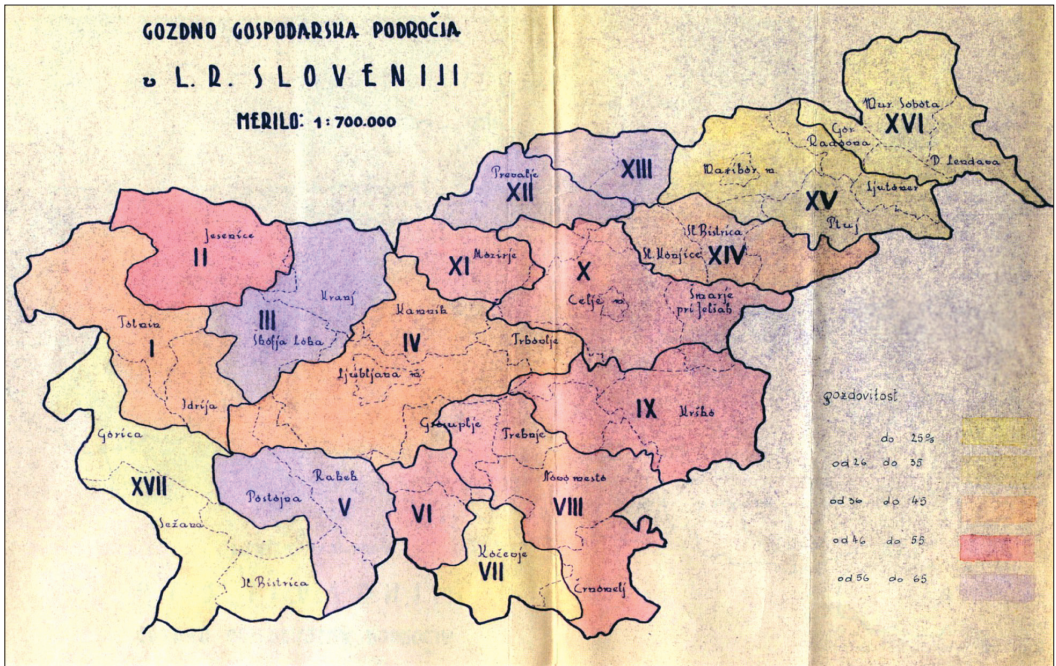 GOZDNO GOSPODARSKA PODROČJA
v L. R. SLOVENIJI
MERILO: 1:700.000
Mur. Sobota
XVI
Gor.
Radgona
D. Lendava
Maribor m.
Ljutomer
XV
Ptuj
XIII
Prevalje
XII
Sl. Bistrica
Sl. Konjice
XIV
Jesenice
II
XI
Mozirje
X
Celje m
Šmarje
pri Jelšah
Kranj
III
Škofja Loka
Kamnik
IV
Trbovlje
Ljubljana m
Tolmin
I
Idrija
IX
Krško
Grosuplje
Trebnje
Gorica
XVII
Rakek
Postojna
V
VI
Novo mesto
VIII
Sežana
Il. Bistrica
Kočevje
VII
Črnomelj
gozdovitost
do 25%
od 26 do 35
od 36 do 45
od 46 do 55
od 56 do 65